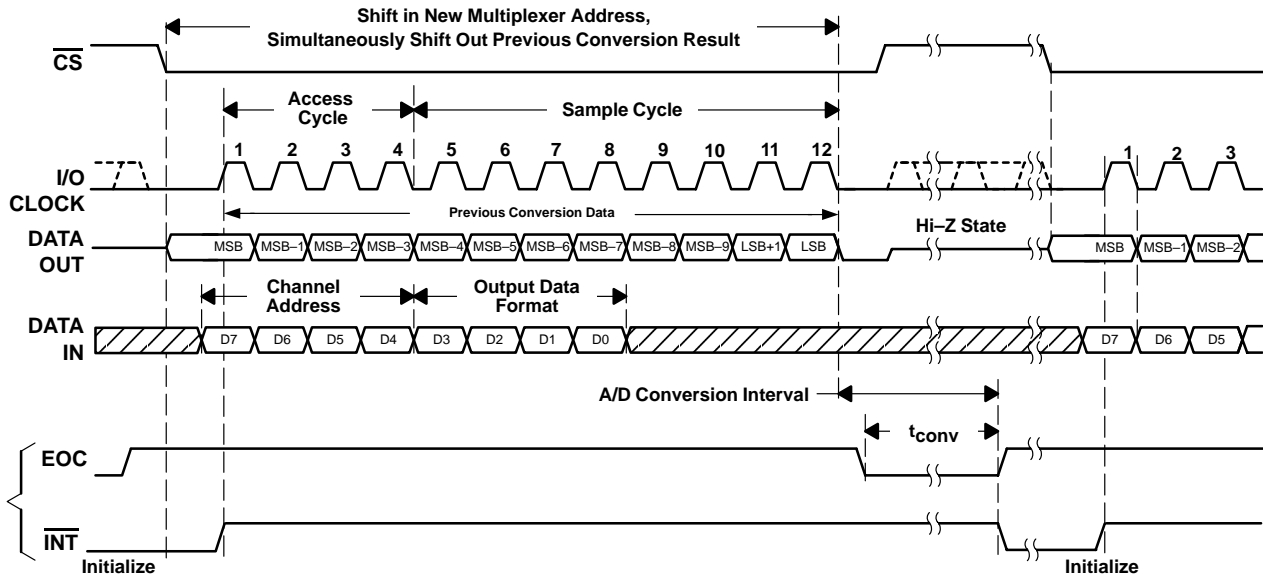 Shift in New Multiplexer Address,
Simultaneously Shift Out Previous Conversion Result
CS
Access
Cycle
Sample Cycle
1 2 3 4 5 6 7 8 9 10 11 12 1 2 3
I/O
CLOCK
Previous Conversion Data
DATA
OUT
MSB MSB–1 MSB–2 MSB–3 MSB–4 MSB–5 MSB–6 MSB–7 MSB–8 MSB–9 LSB+1 LSB
Hi–Z State
MSB MSB–1 MSB–2
Channel
Address
Output Data
Format
DATA
IN
D7 D6 D5 D4 D3 D2 D1 D0 D7 D6 D5
A/D Conversion Interval
tconv
EOC
INT
Initialize
Initialize